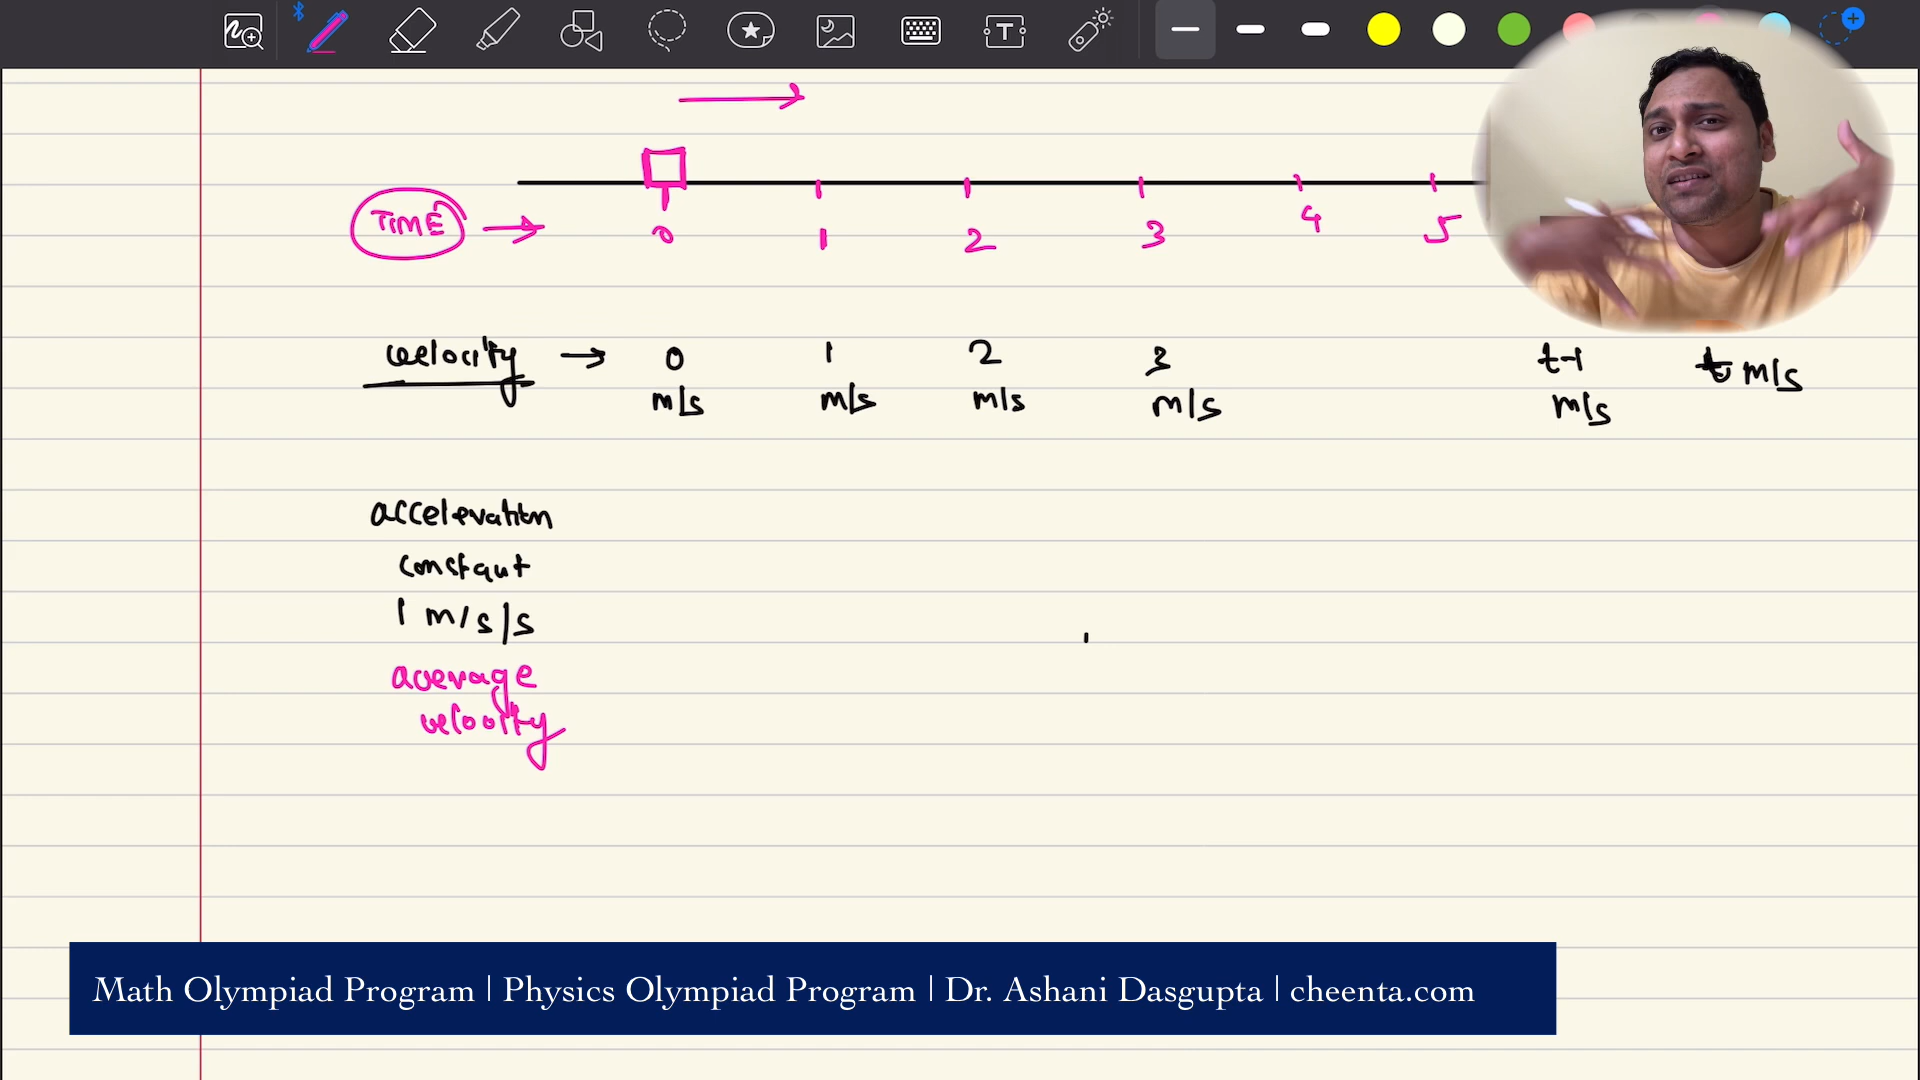 T
TIME → 0 1 2 3 4 5
velocity → 0 1 2 3 t-1 t m/s
m/s m/s m/s m/s m/s
acceleration
constant
1 m/s/s
average
velocity
Math Olympiad Program | Physics Olympiad Program | Dr. Ashani Dasgupta | cheenta.com